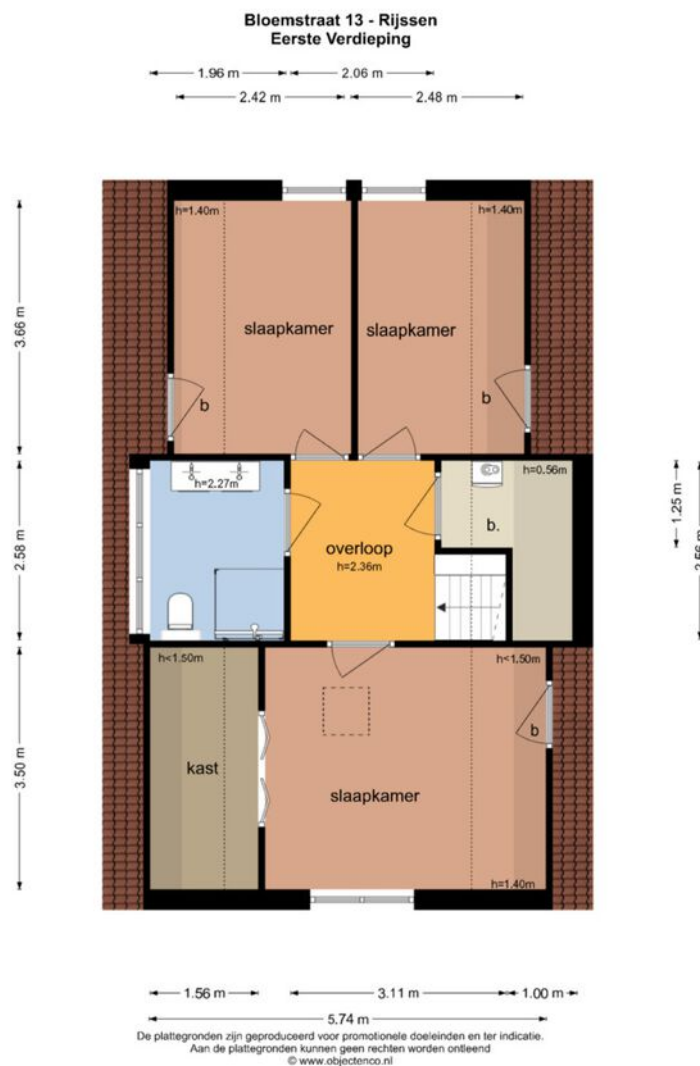 Bloemstraat 13 - Rijssen
Eerste Verdieping
1.96 m
2.06 m
2.42 m
2.48 m
h=1.40m
h=1.40m
3.66 m
slaapkamer
slaapkamer
b
b
h=2.27m
h=0.56m
2.58 m
1.25 m
2.56 m
b.
overloop
h=2.36m
h<1.50m
h<1.50m
b
3.50 m
kast
slaapkamer
h=1.40m
1.56 m
3.11 m
1.00 m
5.74 m
De plattegronden zijn geproduceerd voor promotionele doeleinden en ter indicatie.
Aan de plattegronden kunnen geen rechten worden ontleend
© www.objectenco.nl